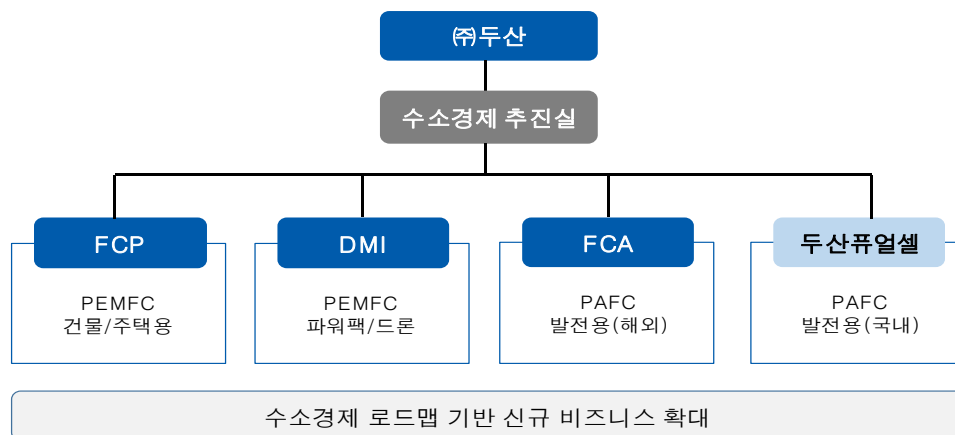 ㈜두산
수소경제 추진실
FCP
DMI
FCA
두산퓨얼셀
PEMFC
건물/주택용
PEMFC
파워팩/드론
PAFC
발전용(해외)
PAFC
발전용(국내)
수소경제 로드맵 기반 신규 비즈니스 확대